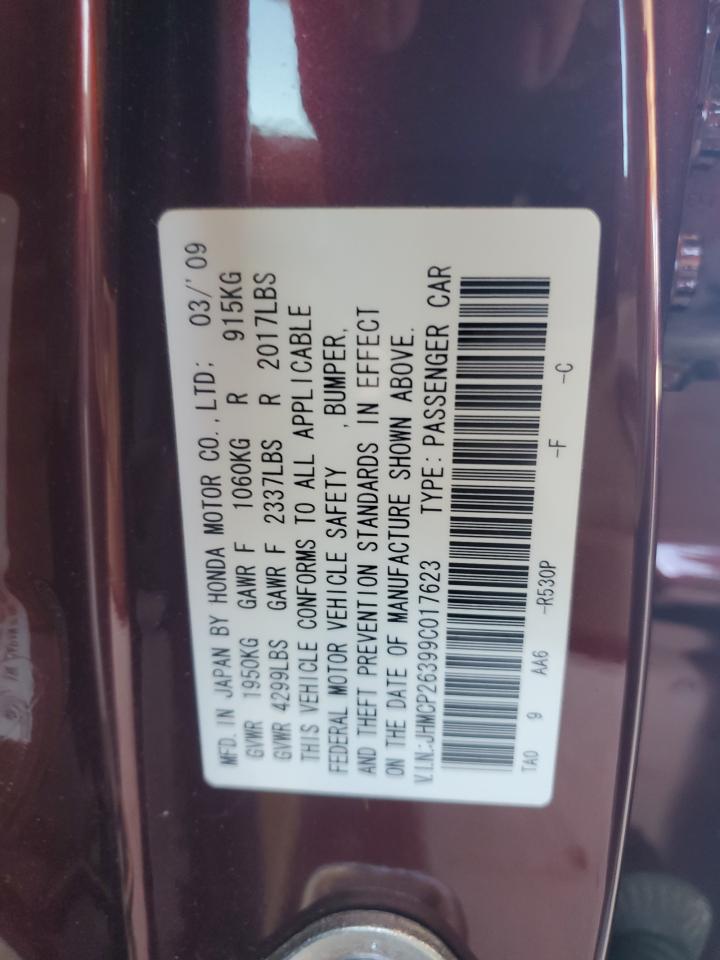 MFD. IN JAPAN BY HONDA MOTOR CO., LTD; 03/'09
GVWR 1950KG GAWR F 1060KG R 915KG
GVWR 4299LBS GAWR F 2337LBS R 2017LBS
THIS VEHICLE CONFORMS TO ALL APPLICABLE
FEDERAL MOTOR VEHICLE SAFETY , BUMPER,
AND THEFT PREVENTION STANDARDS IN EFFECT
ON THE DATE OF MANUFACTURE SHOWN ABOVE.
V.I.N.:JHMCP26399C017623 TYPE: PASSENGER CAR
TA0 9 AA6 -R530P -F -C